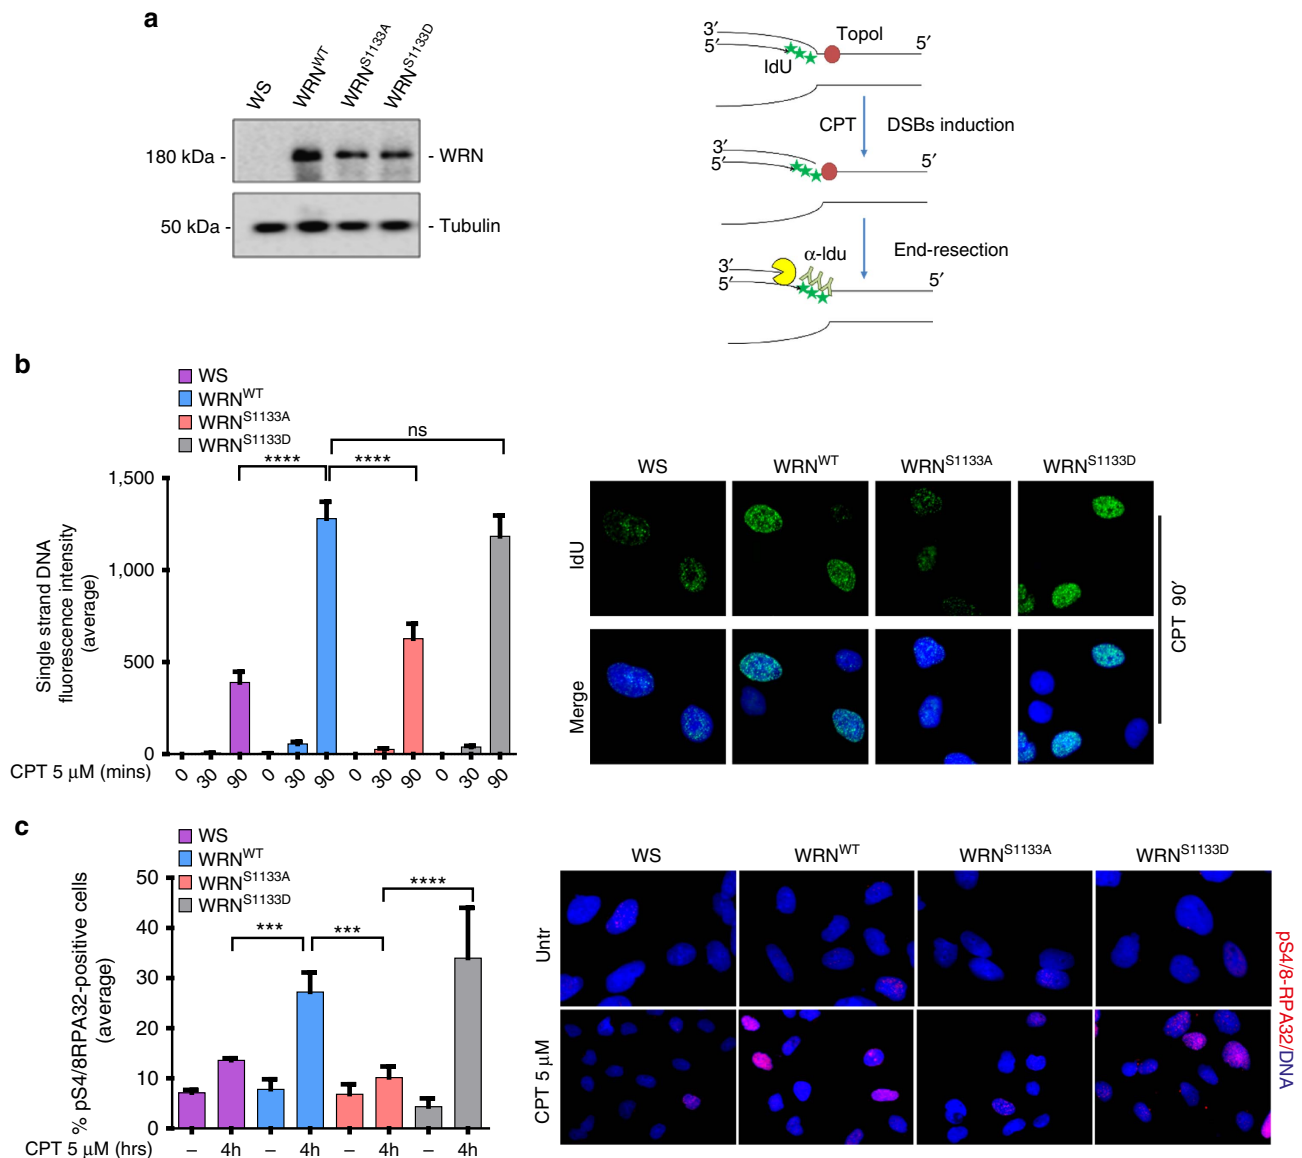 a
WS
WRN^WT
WRN^S1133A
WRN^S1133D
180 kDa -
- WRN
50 kDa -
- Tubulin
3′
5′
TopoI
5′
IdU
CPT
DSBs induction
3′
5′
α-Idu
End-resection
3′
5′
5′
b
WS
WRN^WT
WRN^S1133A
WRN^S1133D
ns
****
****
Single strand DNA
fluorescence intensity
(average)
1,500
1,000
500
0
CPT 5 μM (mins)
0 30 90 0 30 90 0 30 90 0 30 90
WS WRN^WT WRN^S1133A WRN^S1133D
IdU
Merge
CPT 90′
c
WS
WRN^WT
WRN^S1133A
WRN^S1133D
***
***
****
% pS4/8RPA32-positive cells
(average)
50
40
30
20
10
0
CPT 5 μM (hrs) – 4h – 4h – 4h – 4h
WS WRN^WT WRN^S1133A WRN^S1133D
Untr
CPT 5 μM
pS4/8-RPA32/DNA